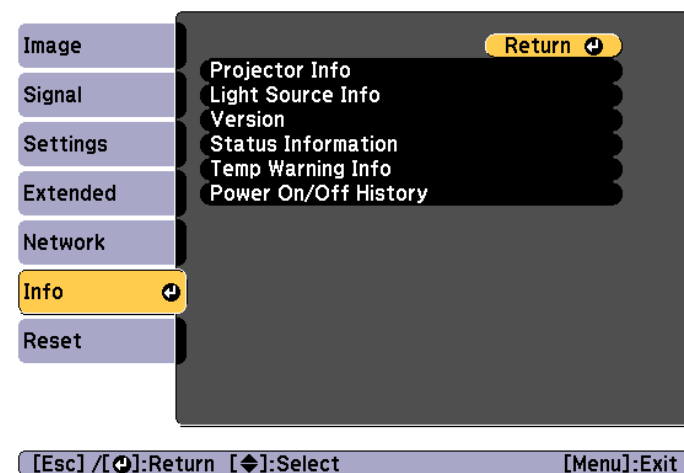 Image
Signal
Settings
Extended
Network
Info
Reset
Return
Projector Info
Light Source Info
Version
Status Information
Temp Warning Info
Power On/Off History
[Esc] /[⏎]:Return [◆]:Select [Menu]:Exit